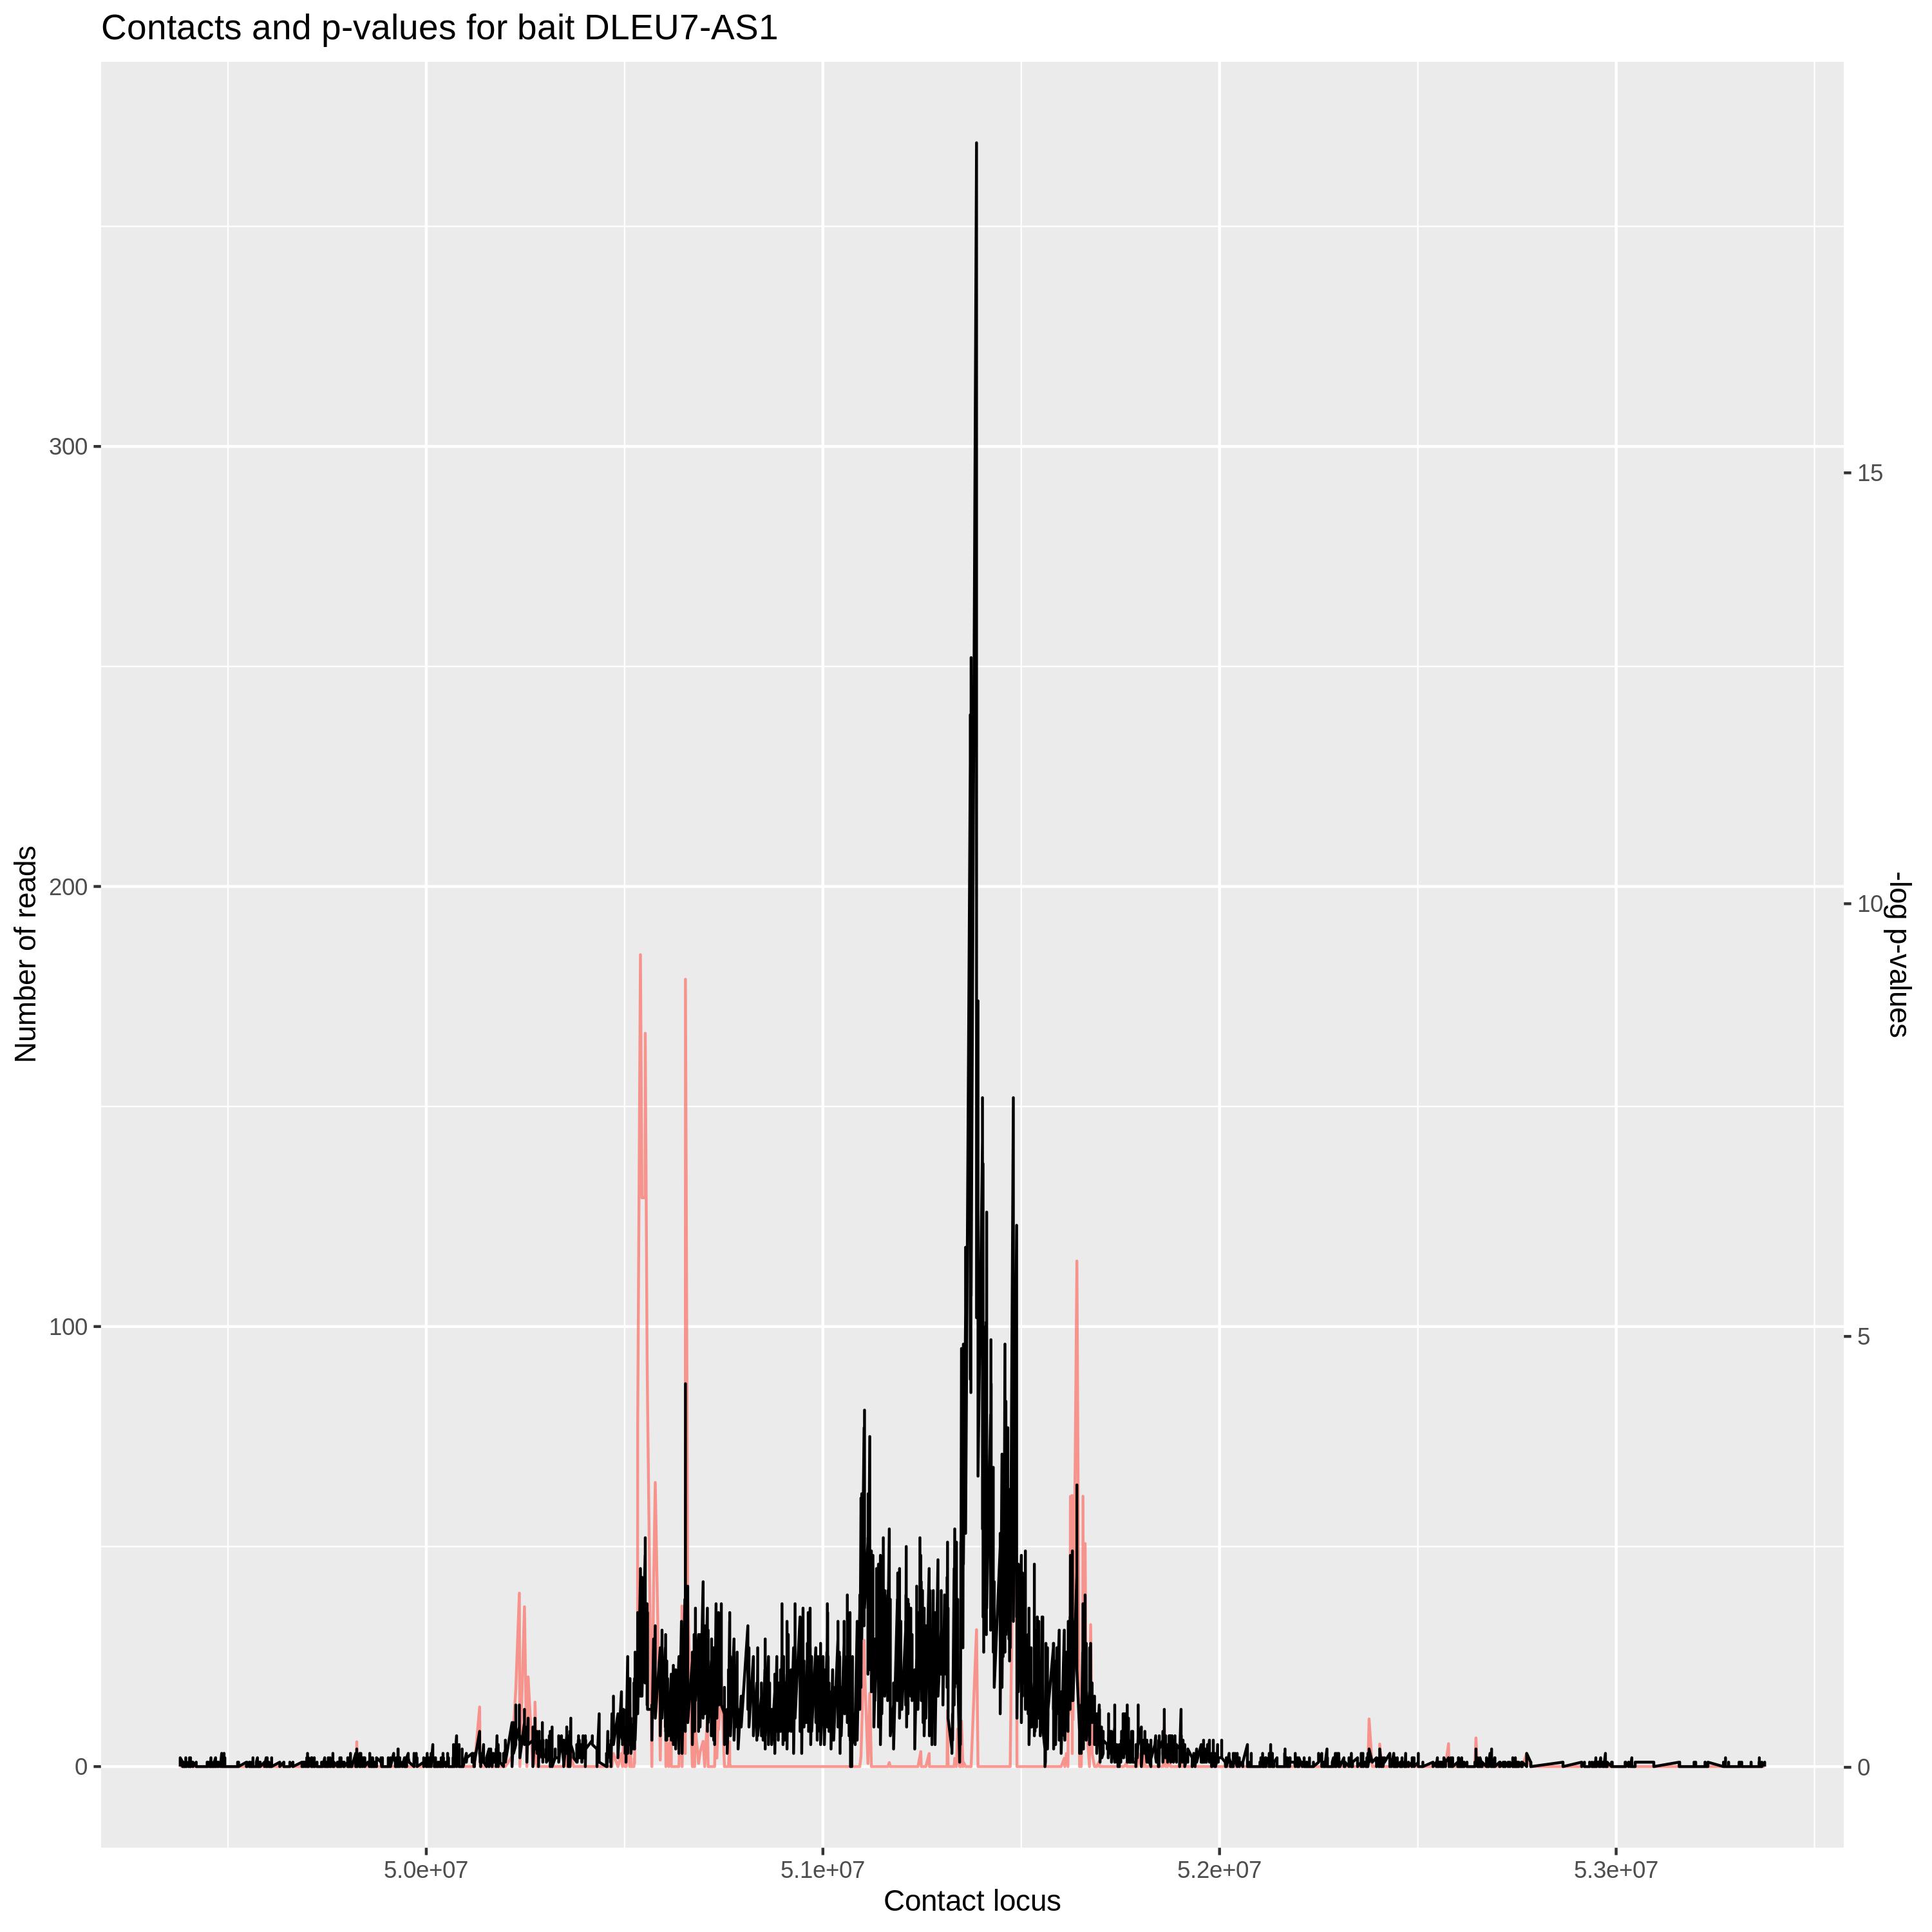 Contacts and p-values for bait DLEU7-AS1
300
200
100
0
Number of reads
15
10
5
0
-log p-values
5.0e+07 5.1e+07 5.2e+07 5.3e+07
Contact locus